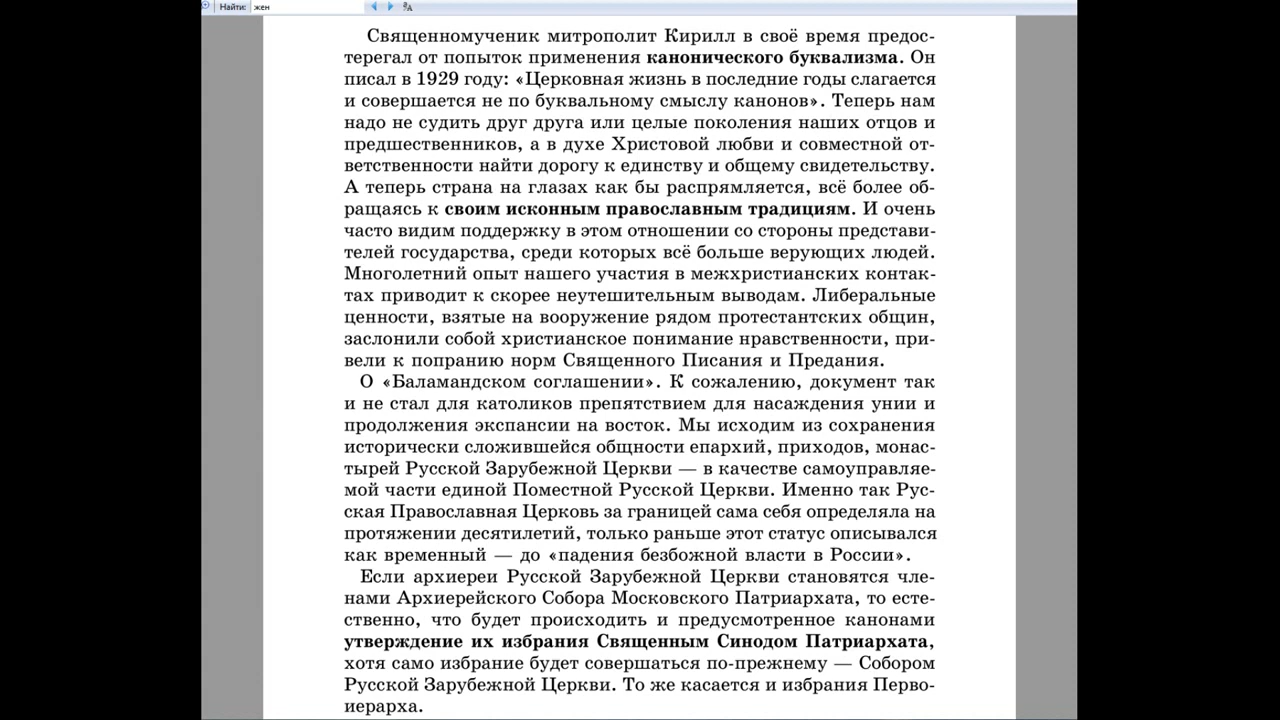 Найти: жен
Священномученик митрополит Кирилл в своё время предос-
терегал от попыток применения канонического буквализма. Он
писал в 1929 году: «Церковная жизнь в последние годы слагается
и совершается не по буквальному смыслу канонов». Теперь нам
надо не судить друг друга или целые поколения наших отцов и
предшественников, а в духе Христовой любви и совместной от-
ветственности найти дорогу к единству и общему свидетельству.
А теперь страна на глазах как бы распрямляется, всё более об-
ращаясь к своим исконным православным традициям. И очень
часто видим поддержку в этом отношении со стороны представи-
телей государства, среди которых всё больше верующих людей.
Многолетний опыт нашего участия в межхристианских контак-
тах приводит к скорее неутешительным выводам. Либеральные
ценности, взятые на вооружение рядом протестантских общин,
заслонили собой христианское понимание нравственности, при-
вели к попранию норм Священного Писания и Предания.
О «Баламандском соглашении». К сожалению, документ так
и не стал для католиков препятствием для насаждения унии и
продолжения экспансии на восток. Мы исходим из сохранения
исторически сложившейся общности епархий, приходов, монас-
тырей Русской Зарубежной Церкви — в качестве самоуправляе-
мой части единой Поместной Русской Церкви. Именно так Рус-
ская Православная Церковь за границей сама себя определяла на
протяжении десятилетий, только раньше этот статус описывался
как временный — до «падения безбожной власти в России».
Если архиереи Русской Зарубежной Церкви становятся чле-
нами Архиерейского Собора Московского Патриархата, то есте-
ственно, что будет происходить и предусмотренное канонами
утверждение их избрания Священным Синодом Патриархата,
хотя само избрание будет совершаться по-прежнему — Собором
Русской Зарубежной Церкви. То же касается и избрания Перво-
иерарха.